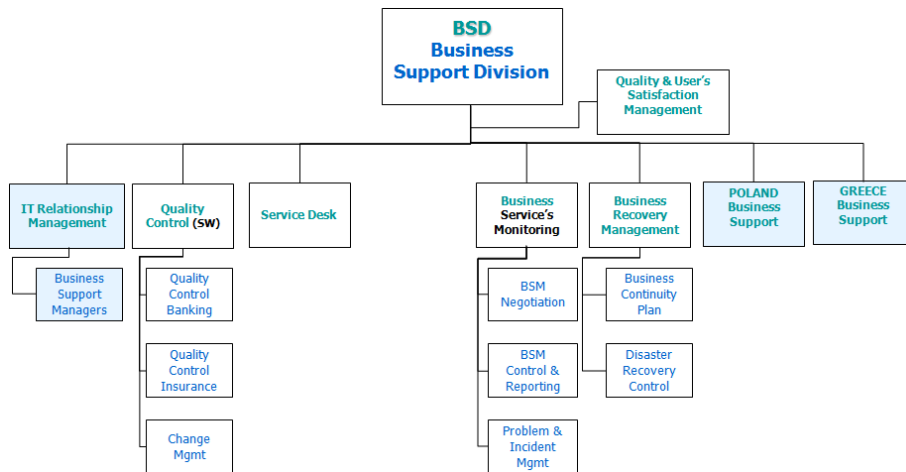 BSD
Business
Support Division
Quality & User's
Satisfaction
Management
IT Relationship
Management
Quality
Control (SW)
Service Desk
Business
Service's
Monitoring
Business
Recovery
Management
POLAND
Business
Support
GREECE
Business
Support
Business
Support
Managers
Quality
Control
Banking
Quality
Control
Insurance
Change
Mgmt
BSM
Negotiation
BSM
Control &
Reporting
Problem &
Incident
Mgmt
Business
Continuity
Plan
Disaster
Recovery
Control